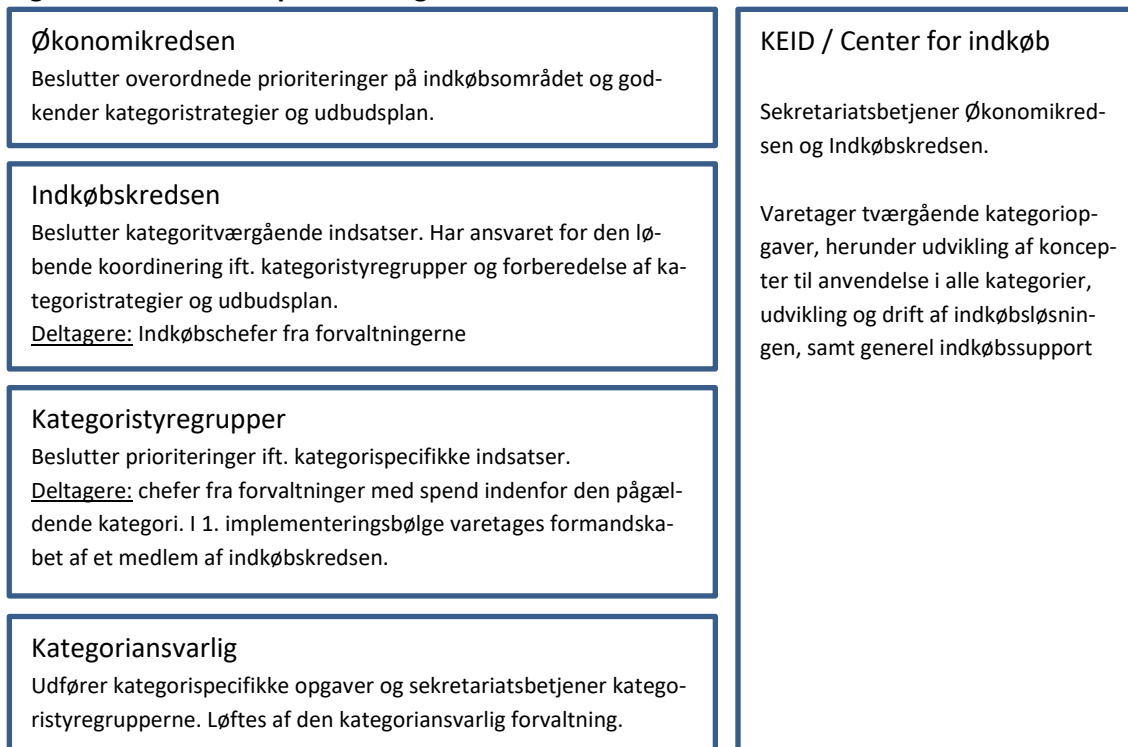 Økonomikredsen
Beslutter overordnede prioriteringer på indkøbsområdet og god-
kender kategoristrategier og udbudsplan.
Indkøbskredsen
Beslutter kategoritværgående indsatser. Har ansvaret for den lø-
bende koordinering ift. kategoristyregrupper og forberedelse af ka-
tegoristrategier og udbudsplan.
Deltagere: Indkøbschefer fra forvaltningerne
Kategoristyregrupper
Beslutter prioriteringer ift. kategorispecifikke indsatser.
Deltagere: chefer fra forvaltninger med spend indenfor den pågæl-
dende kategori. I 1. implementeringsbølge varetages formandska-
bet af et medlem af indkøbskredsen.
Kategoriansvarlig
Udfører kategorispecifikke opgaver og sekretariatsbetjener katego-
ristyregrupperne. Løftes af den kategoriansvarlig forvaltning.
KEID / Center for indkøb
Sekretariatsbetjener Økonomikred-
sen og Indkøbskredsen.
Varetager tværgående kategoriop-
gaver, herunder udvikling af koncep-
ter til anvendelse i alle kategorier,
udvikling og drift af indkøbsløsnin-
gen, samt generel indkøbssupport